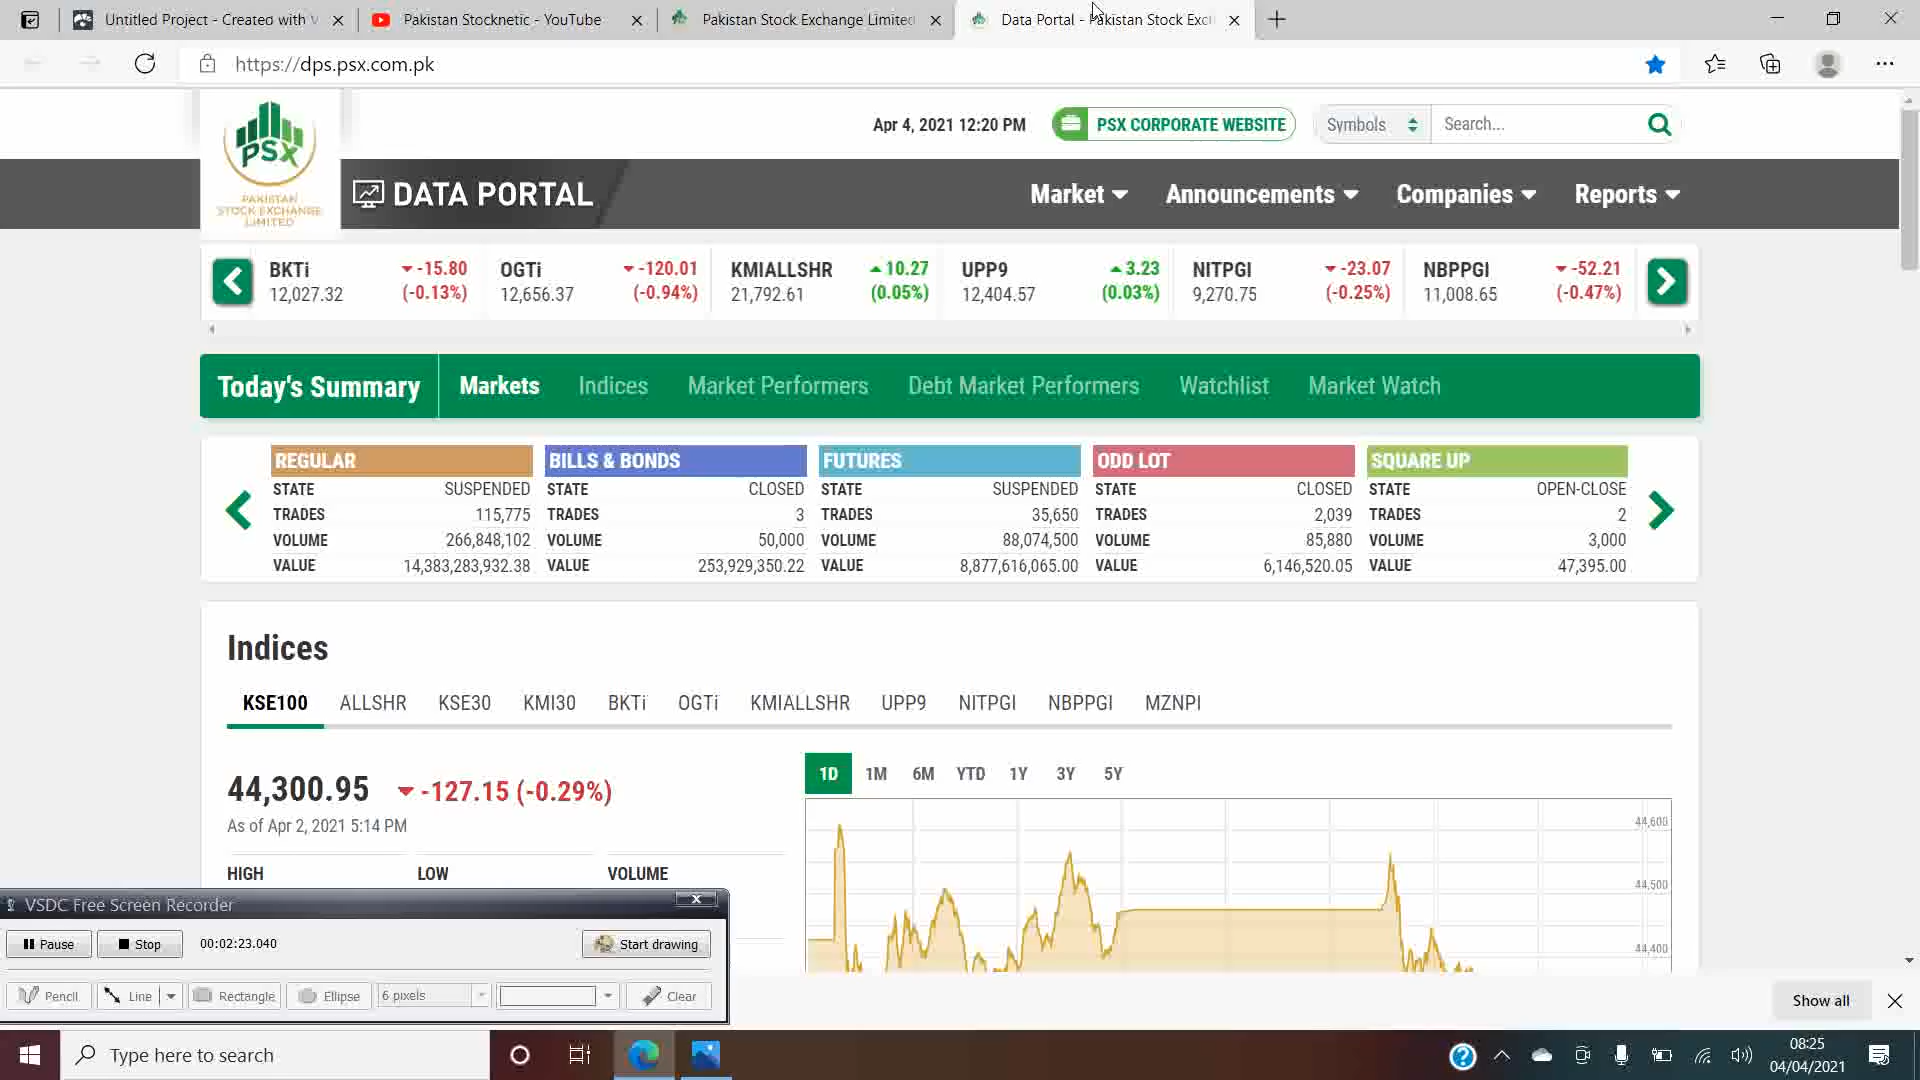 Untitled Project - Created with V
Pakistan Stocknetic - YouTube
Pakistan Stock Exchange Limited
Data Portal - Pakistan Stock Exc
https://dps.psx.com.pk
PSX
PAKISTAN
STOCK EXCHANGE
LIMITED
Apr 4, 2021 12:20 PM
PSX CORPORATE WEBSITE
Symbols
Search...
DATA PORTAL
Market
Announcements
Companies
Reports
BKTi -15.80
12,027.32 (-0.13%)
OGTi -120.01
12,656.37 (-0.94%)
KMIALLSHR 10.27
21,792.61 (0.05%)
UPP9 3.23
12,404.57 (0.03%)
NITPGI -23.07
9,270.75 (-0.25%)
NBPPGI -52.21
11,008.65 (-0.47%)
Today's Summary
Markets
Indices
Market Performers
Debt Market Performers
Watchlist
Market Watch
REGULAR
STATE SUSPENDED
TRADES 115,775
VOLUME 266,848,102
VALUE 14,383,283,932.38
BILLS & BONDS
STATE CLOSED
TRADES 3
VOLUME 50,000
VALUE 253,929,350.22
FUTURES
STATE SUSPENDED
TRADES 35,650
VOLUME 88,074,500
VALUE 8,877,616,065.00
ODD LOT
STATE CLOSED
TRADES 2,039
VOLUME 85,880
VALUE 6,146,520.05
SQUARE UP
STATE OPEN-CLOSE
TRADES 2
VOLUME 3,000
VALUE 47,395.00
Indices
KSE100 ALLSHR KSE30 KMI30 BKTi OGTi KMIALLSHR UPP9 NITPGI NBPPGI MZNPI
44,300.95 -127.15 (-0.29%)
As of Apr 2, 2021 5:14 PM
HIGH LOW VOLUME
1D 1M 6M YTD 1Y 3Y 5Y
44,600
44,500
44,400
VSDC Free Screen Recorder
Pause
Stop
00:02:23.040
Start drawing
Pencil
Line
Rectangle
Ellipse
6 pixels
Clear
Show all
Type here to search
08:25
04/04/2021